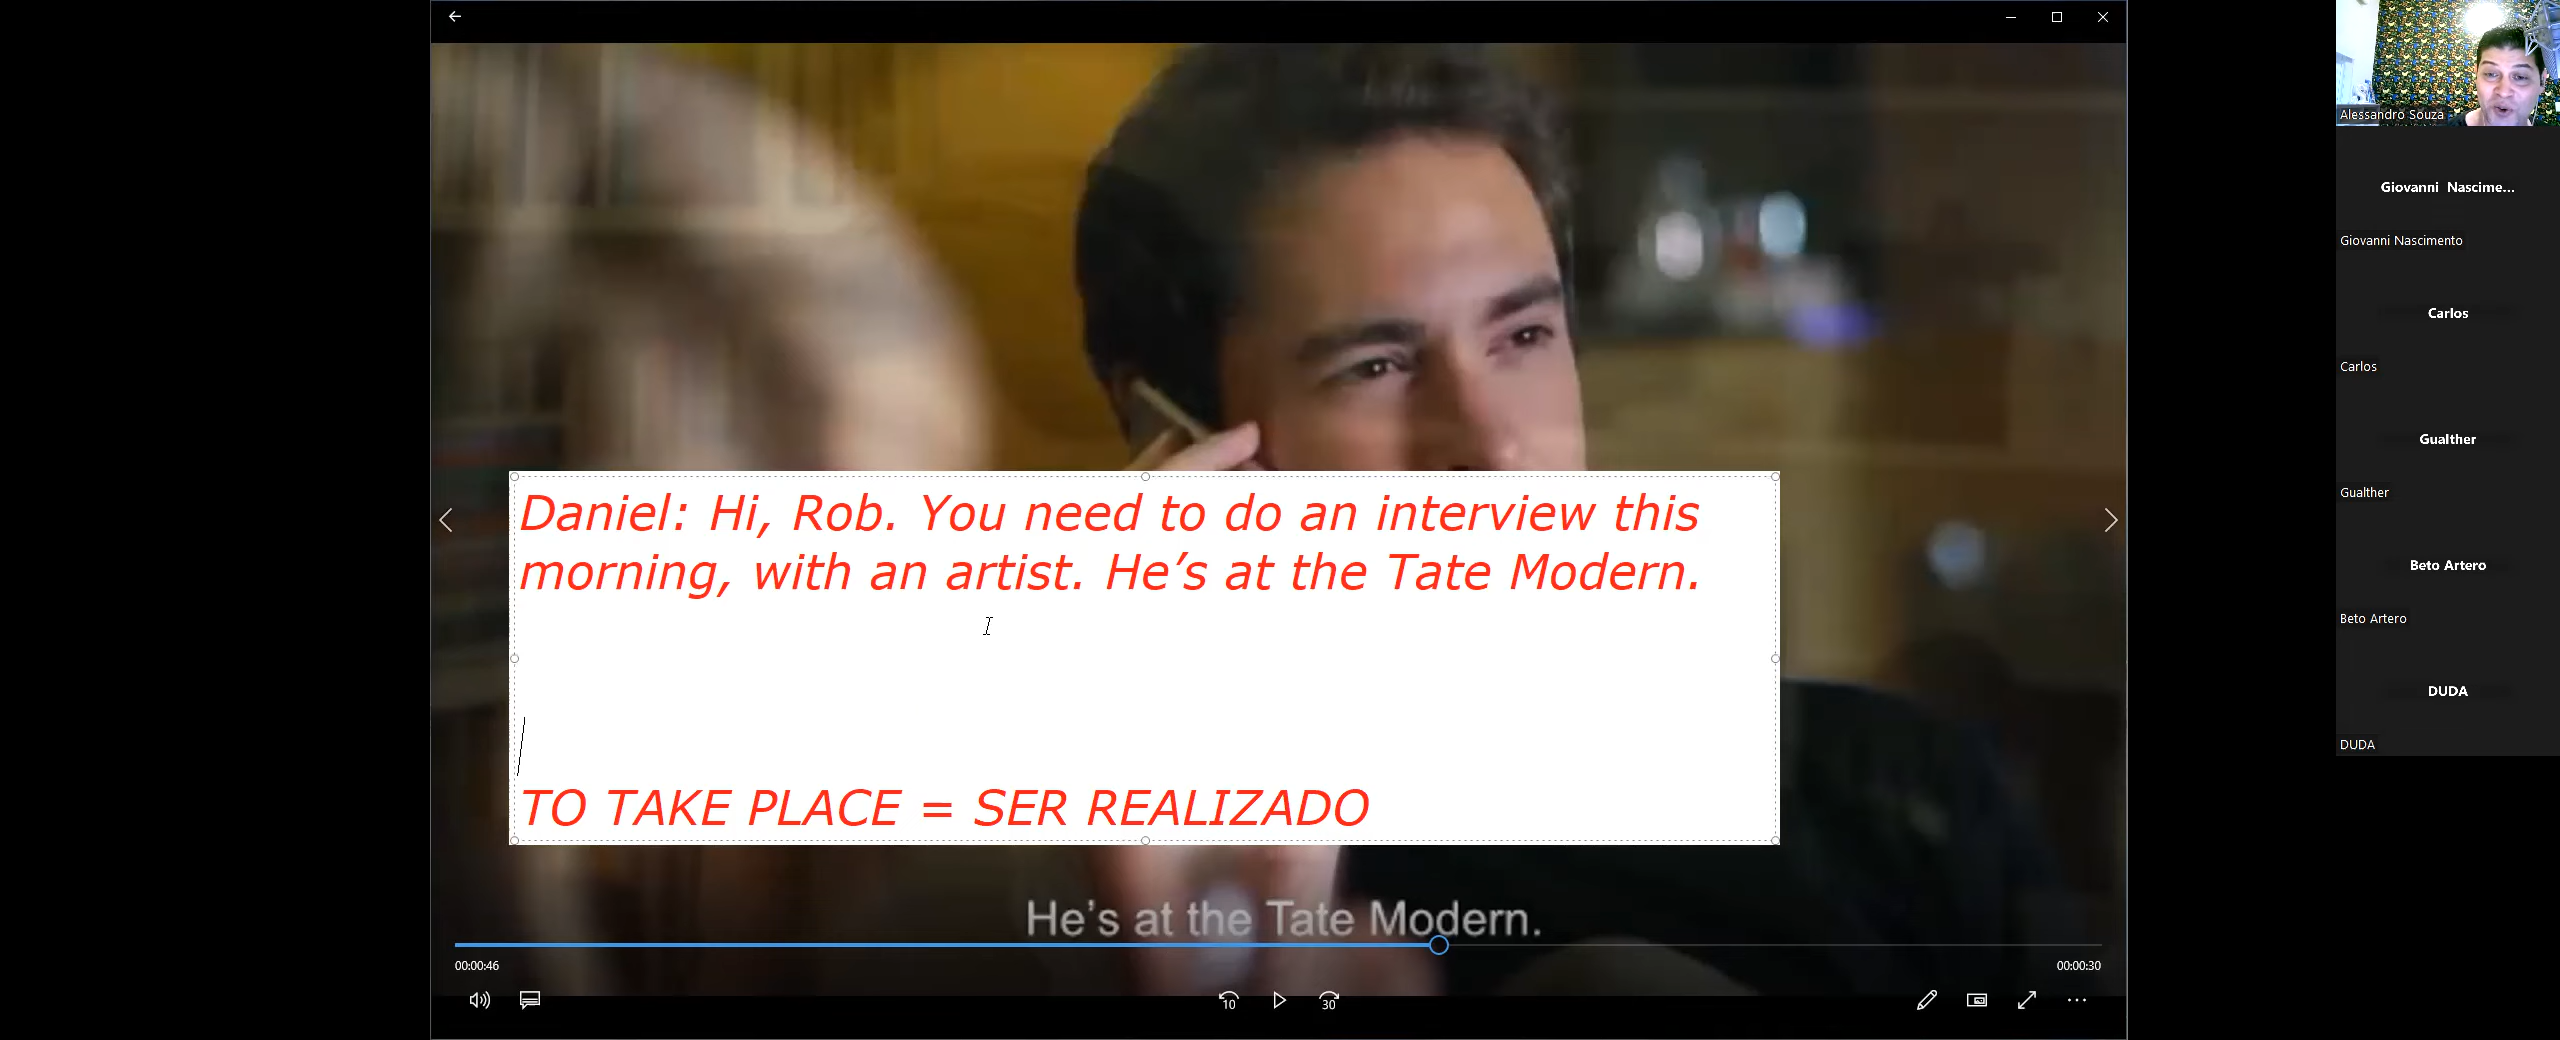 Daniel: Hi, Rob. You need to do an interview this
morning, with an artist. He’s at the Tate Modern.
TO TAKE PLACE = SER REALIZADO
He's at the Tate Modern.
00:00:46
00:00:30
10
30
Alessandro Souza
Giovanni Nascime...
Giovanni Nascimento
Carlos
Carlos
Gualther
Gualther
Beto Artero
Beto Artero
DUDA
DUDA